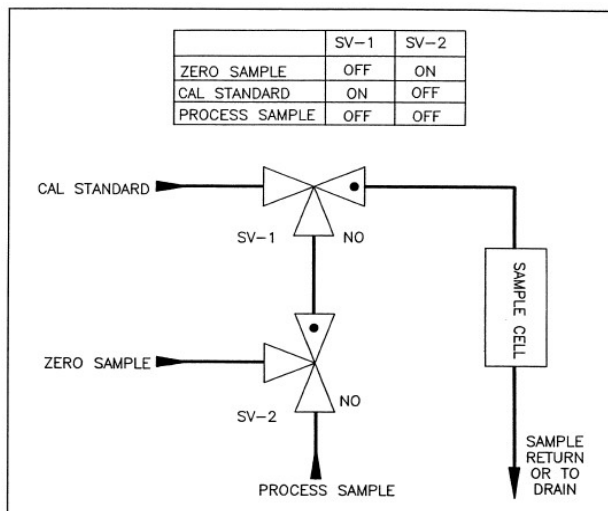 SV-1 SV-2
ZERO SAMPLE OFF ON
CAL STANDARD ON OFF
PROCESS SAMPLE OFF OFF
CAL STANDARD
SV-1
NO
SAMPLE CELL
ZERO SAMPLE
SV-2
NO
PROCESS SAMPLE
SAMPLE
RETURN
OR TO
DRAIN